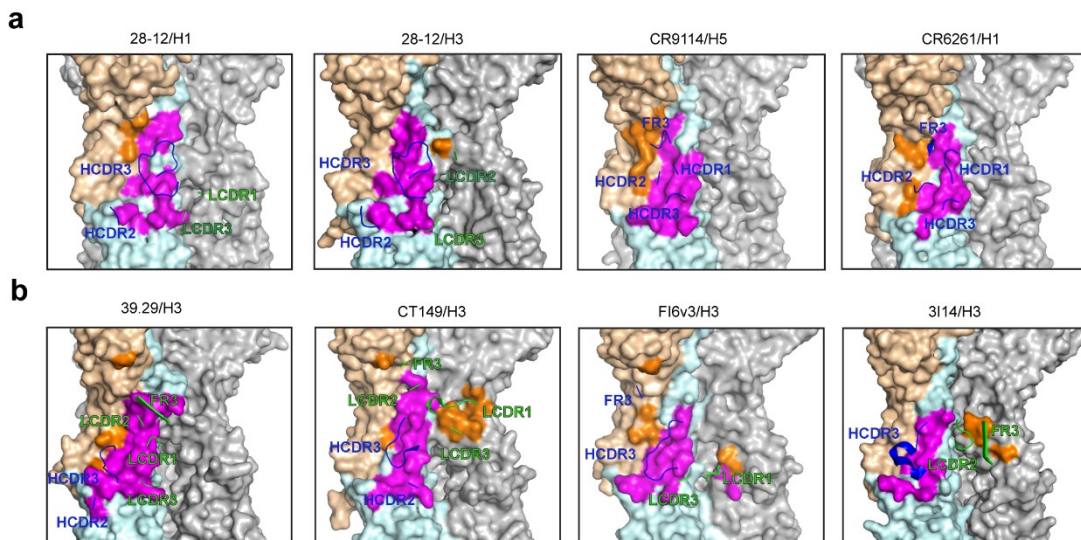 a
28-12/H1
28-12/H3
CR9114/H5
CR6261/H1
HCDR3
LCDR1
HCDR2
LCDR3
HCDR3
LCDR2
HCDR2
LCDR3
FR3
HCDR1
HCDR2
HCDR3
FR3
HCDR1
HCDR2
HCDR3
b
39.29/H3
CT149/H3
FI6v3/H3
3I14/H3
FR3
LCDR2
LCDR1
HCDR3
LCDR3
HCDR2
FR3
LCDR2
LCDR1
HCDR3
LCDR3
HCDR2
FR3
HCDR3
LCDR1
LCDR3
HCDR3
FR3
LCDR2